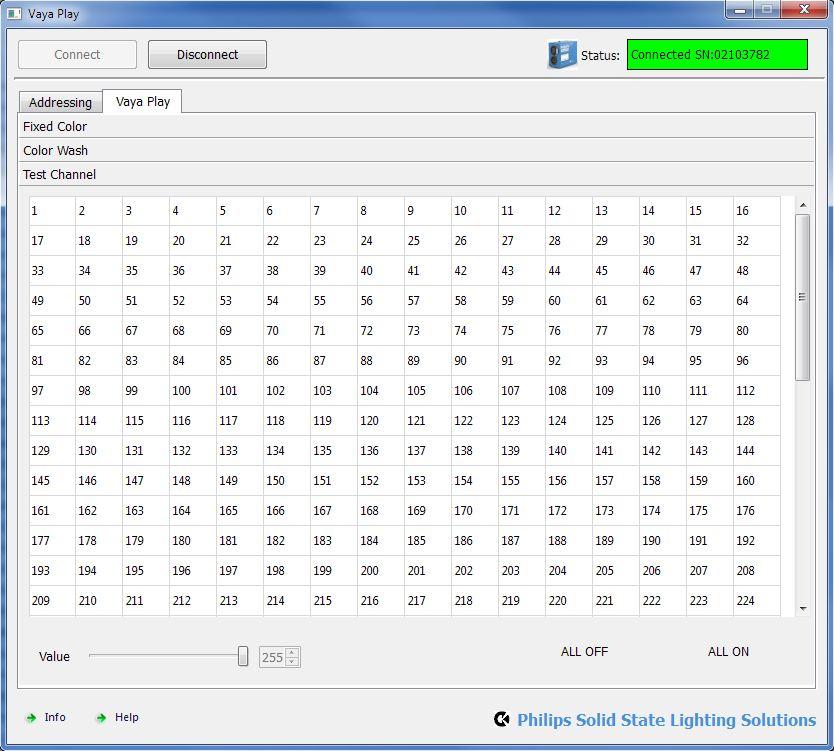 Vaya Play
Connect Disconnect Status: Connected SN:02103782
Addressing Vaya Play
Fixed Color
Color Wash
Test Channel
1 2 3 4 5 6 7 8 9 10 11 12 13 14 15 16
17 18 19 20 21 22 23 24 25 26 27 28 29 30 31 32
33 34 35 36 37 38 39 40 41 42 43 44 45 46 47 48
49 50 51 52 53 54 55 56 57 58 59 60 61 62 63 64
65 66 67 68 69 70 71 72 73 74 75 76 77 78 79 80
81 82 83 84 85 86 87 88 89 90 91 92 93 94 95 96
97 98 99 100 101 102 103 104 105 106 107 108 109 110 111 112
113 114 115 116 117 118 119 120 121 122 123 124 125 126 127 128
129 130 131 132 133 134 135 136 137 138 139 140 141 142 143 144
145 146 147 148 149 150 151 152 153 154 155 156 157 158 159 160
161 162 163 164 165 166 167 168 169 170 171 172 173 174 175 176
177 178 179 180 181 182 183 184 185 186 187 188 189 190 191 192
193 194 195 196 197 198 199 200 201 202 203 204 205 206 207 208
209 210 211 212 213 214 215 216 217 218 219 220 221 222 223 224
Value 255 ALL OFF ALL ON
Info Help Philips Solid State Lighting Solutions